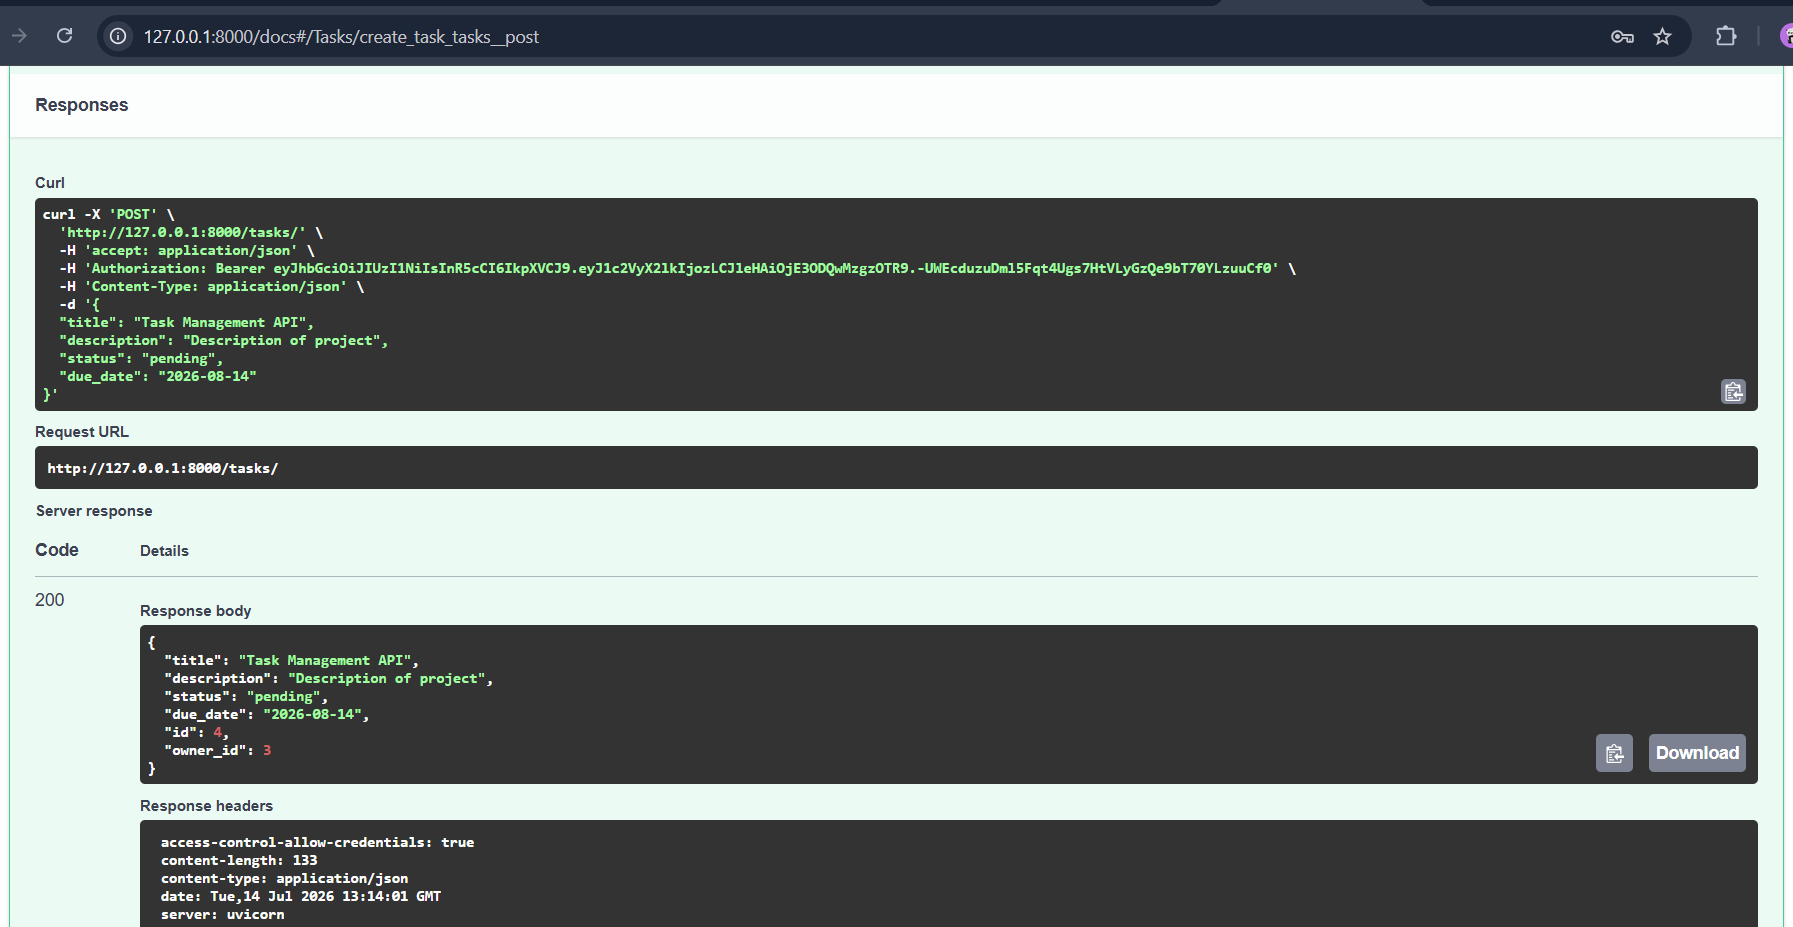 127.0.0.1:8000/docs#/Tasks/create_task_tasks__post
Responses
Curl
curl -X 'POST' \
  'http://127.0.0.1:8000/tasks/' \
  -H 'accept: application/json' \
  -H 'Authorization: Bearer eyJhbGciOiJIUzI1NiIsInR5cCI6IkpXVCJ9.eyJ1c2VyX2lkIjozLCJleHAiOjE3ODQwMzgzOTR9.-UWEcduzuDml5Fqt4Ugs7HtVLyGzQe9bT70YLzuuCf0' \
  -H 'Content-Type: application/json' \
  -d '{
  "title": "Task Management API",
  "description": "Description of project",
  "status": "pending",
  "due_date": "2026-08-14"
}'
Request URL
http://127.0.0.1:8000/tasks/
Server response
Code Details
200
Response body
{
  "title": "Task Management API",
  "description": "Description of project",
  "status": "pending",
  "due_date": "2026-08-14",
  "id": 4,
  "owner_id": 3
}
Download
Response headers
access-control-allow-credentials: true
content-length: 133
content-type: application/json
date: Tue,14 Jul 2026 13:14:01 GMT
server: uvicorn